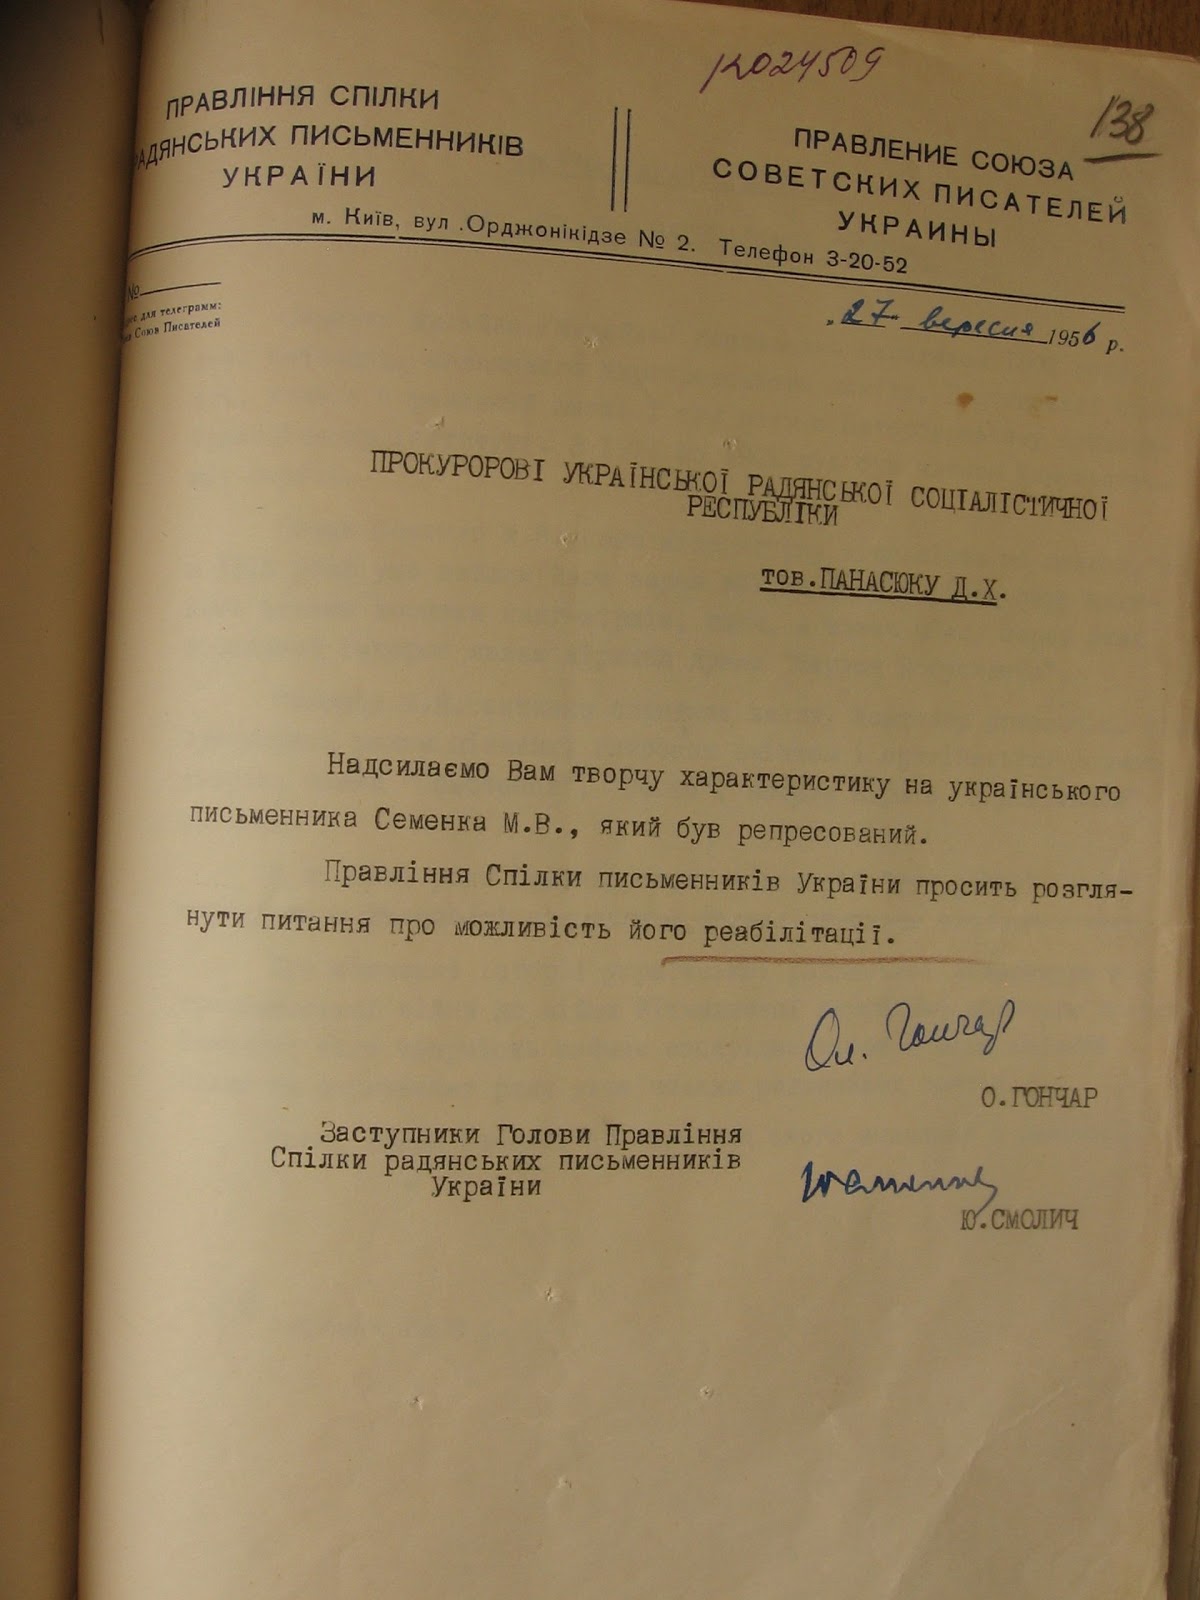 138
ПРАВЛІННЯ СПІЛКИ
РАДЯНСЬКИХ ПИСЬМЕННИКІВ
УКРАЇНИ
ПРАВЛЕНИЕ СОЮЗА
СОВЕТСКИХ ПИСАТЕЛЕЙ
УКРАИНЫ
м. Київ, вул .Орджонікідзе № 2. Телефон 3-20-52
№
для телеграмм:
Союз Писателей
„27" вересня 1956 р.
ПРОКУРОРОВІ УКРАЇНСЬКОЇ РАДЯНСЬКОЇ СОЦІАЛІСТИЧНОЇ
РЕСПУБЛІКИ
тов.ПАНАСЮКУ Д.Х.
Надсилаємо Вам творчу характеристику на українського
письменника Семенка М.В., який був репресований.
Правління Спілки письменників України просить розгля-
нути питання про можливість його реабілітації.
Ол. Гончар
О.ГОНЧАР
Заступники Голови Правління
Спілки радянських письменників
України
Ю.СМОЛИЧ